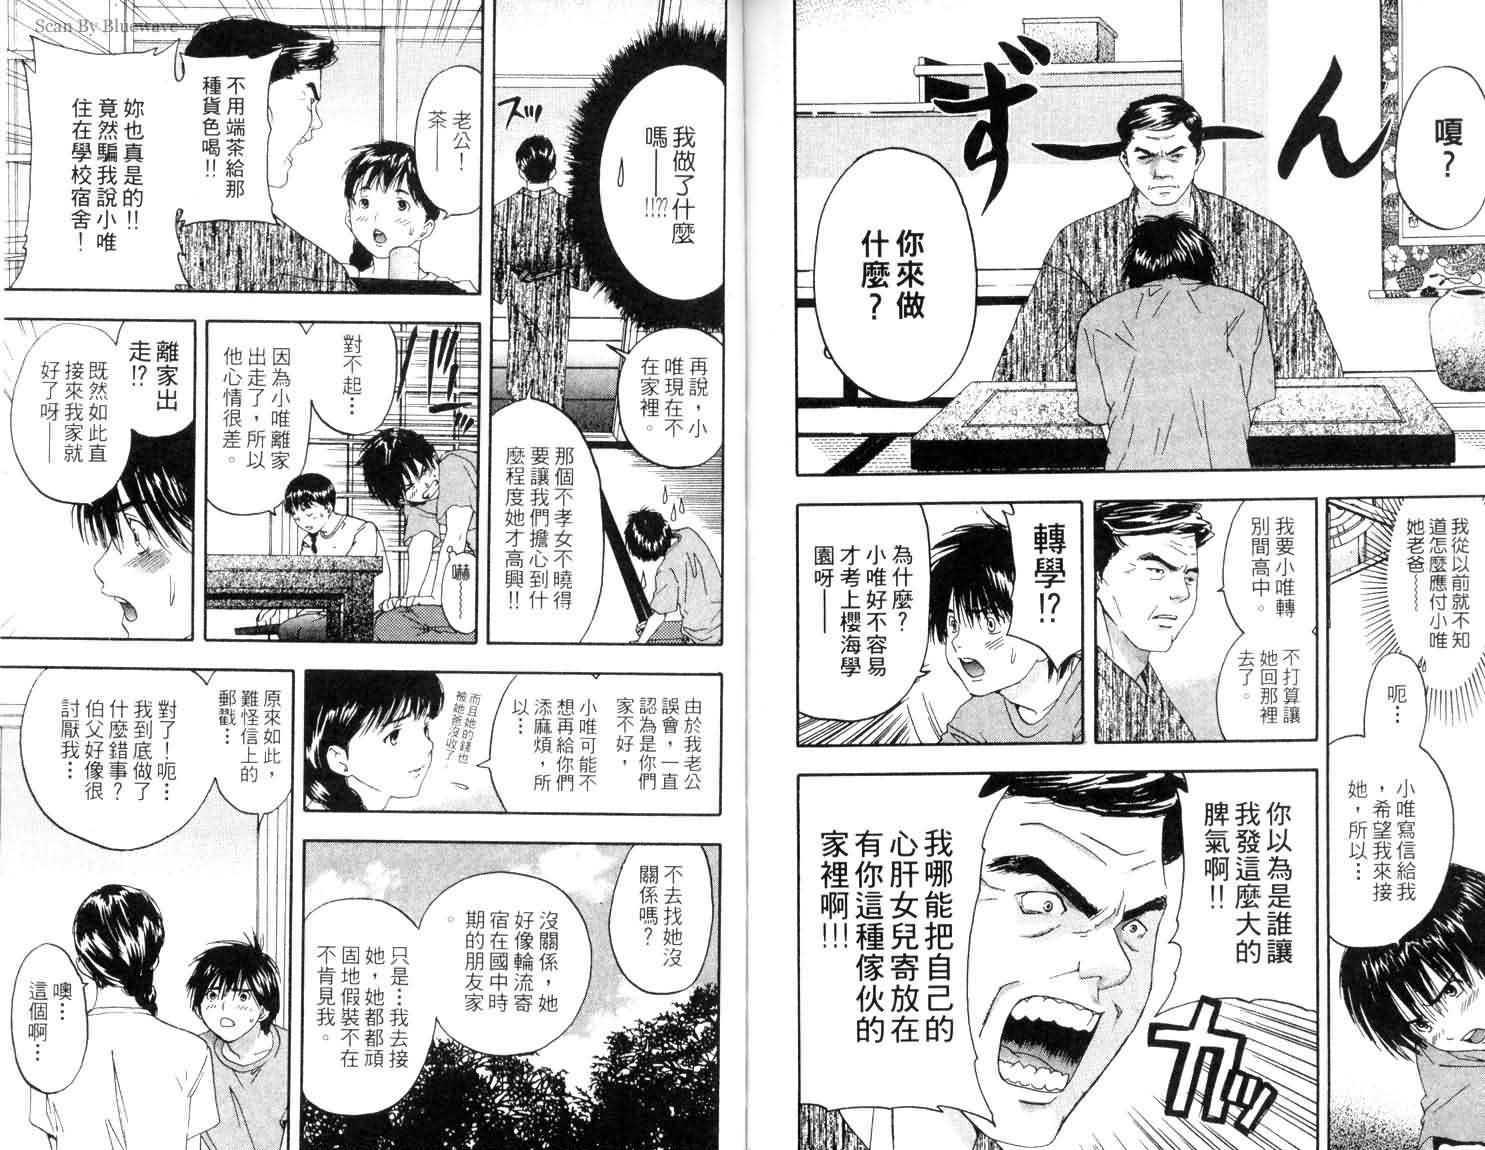 Scan By Bluewave
嗄?
ずーん
你來做
什麼?
我從以前就不知
道怎麼應付小唯
她老爸~~~
呃…
小唯寫信給我
，希望我來接
她，所以…
我要小唯轉
別間高中。
不打算讓
她回那裡
去了。
轉學!?
為什麼?
小唯好不容易
才考上櫻海學
園呀——
你以為是誰讓
我發這麼大的
脾氣啊!!
我哪能把自己的
心肝女兒寄放在
有你這種傢伙的
家裡啊!!!
カッ
我做了什麼
嗎——!!??
スッ
再說，小
唯現在不
在家裡。
那個不孝女不曉得
要讓我們擔心到什
麼程度她才高興!!
老公!
茶——
不用端茶給那
種貨色喝!!
妳也真是的!!
竟然騙我說小唯
住在學校宿舍!
嚇~~~
對不起…
因為小唯離家
出走了，所以
他心情很差。
離家出
走!?
既然如此直
接來我家就
好了呀——
由於我老公
誤會，一直
認為是你們
家不好，
小唯可能不
想再給你們
添麻煩，所
以…
而且她的錢也
被她爸沒收了。
不去找她沒
關係嗎?
沒關係，她
好像輪流寄
宿在國中時
期的朋友家
。
只是…我去接
她，她都都頑
固地假裝不在
不肯見我。
原來如此，
難怪信上的
郵戳…
對了!呃…
我到底做了
什麼錯事?
伯父好像很
討厭我…
噢…
這個啊…